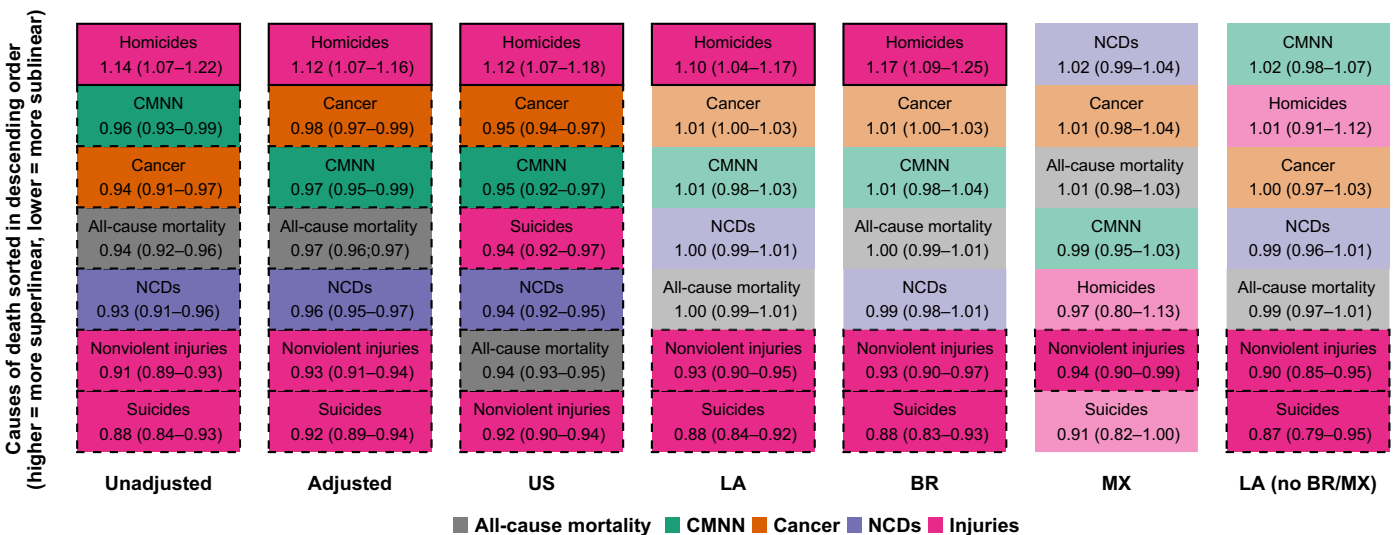 Causes of death sorted in descending order
(higher = more superlinear, lower = more sublinear)
Homicides
1.14 (1.07–1.22)
CMNN
0.96 (0.93–0.99)
Cancer
0.94 (0.91–0.97)
All-cause mortality
0.94 (0.92–0.96)
NCDs
0.93 (0.91–0.96)
Nonviolent injuries
0.91 (0.89–0.93)
Suicides
0.88 (0.84–0.93)
Unadjusted
Homicides
1.12 (1.07–1.16)
Cancer
0.98 (0.97–0.99)
CMNN
0.97 (0.95–0.99)
All-cause mortality
0.97 (0.96;0.97)
NCDs
0.96 (0.95–0.97)
Nonviolent injuries
0.93 (0.91–0.94)
Suicides
0.92 (0.89–0.94)
Adjusted
Homicides
1.12 (1.07–1.18)
Cancer
0.95 (0.94–0.97)
CMNN
0.95 (0.92–0.97)
Suicides
0.94 (0.92–0.97)
NCDs
0.94 (0.92–0.95)
All-cause mortality
0.94 (0.93–0.95)
Nonviolent injuries
0.92 (0.90–0.94)
US
Homicides
1.10 (1.04–1.17)
Cancer
1.01 (1.00–1.03)
CMNN
1.01 (0.98–1.03)
NCDs
1.00 (0.99–1.01)
All-cause mortality
1.00 (0.99–1.01)
Nonviolent injuries
0.93 (0.90–0.95)
Suicides
0.88 (0.84–0.92)
LA
Homicides
1.17 (1.09–1.25)
Cancer
1.01 (1.00–1.03)
CMNN
1.01 (0.98–1.04)
All-cause mortality
1.00 (0.99–1.01)
NCDs
0.99 (0.98–1.01)
Nonviolent injuries
0.93 (0.90–0.97)
Suicides
0.88 (0.83–0.93)
BR
NCDs
1.02 (0.99–1.04)
Cancer
1.01 (0.98–1.04)
All-cause mortality
1.01 (0.98–1.03)
CMNN
0.99 (0.95–1.03)
Homicides
0.97 (0.80–1.13)
Nonviolent injuries
0.94 (0.90–0.99)
Suicides
0.91 (0.82–1.00)
MX
CMNN
1.02 (0.98–1.07)
Homicides
1.01 (0.91–1.12)
Cancer
1.00 (0.97–1.03)
NCDs
0.99 (0.96–1.01)
All-cause mortality
0.99 (0.97–1.01)
Nonviolent injuries
0.90 (0.85–0.95)
Suicides
0.87 (0.79–0.95)
LA (no BR/MX)
All-cause mortality CMNN Cancer NCDs Injuries